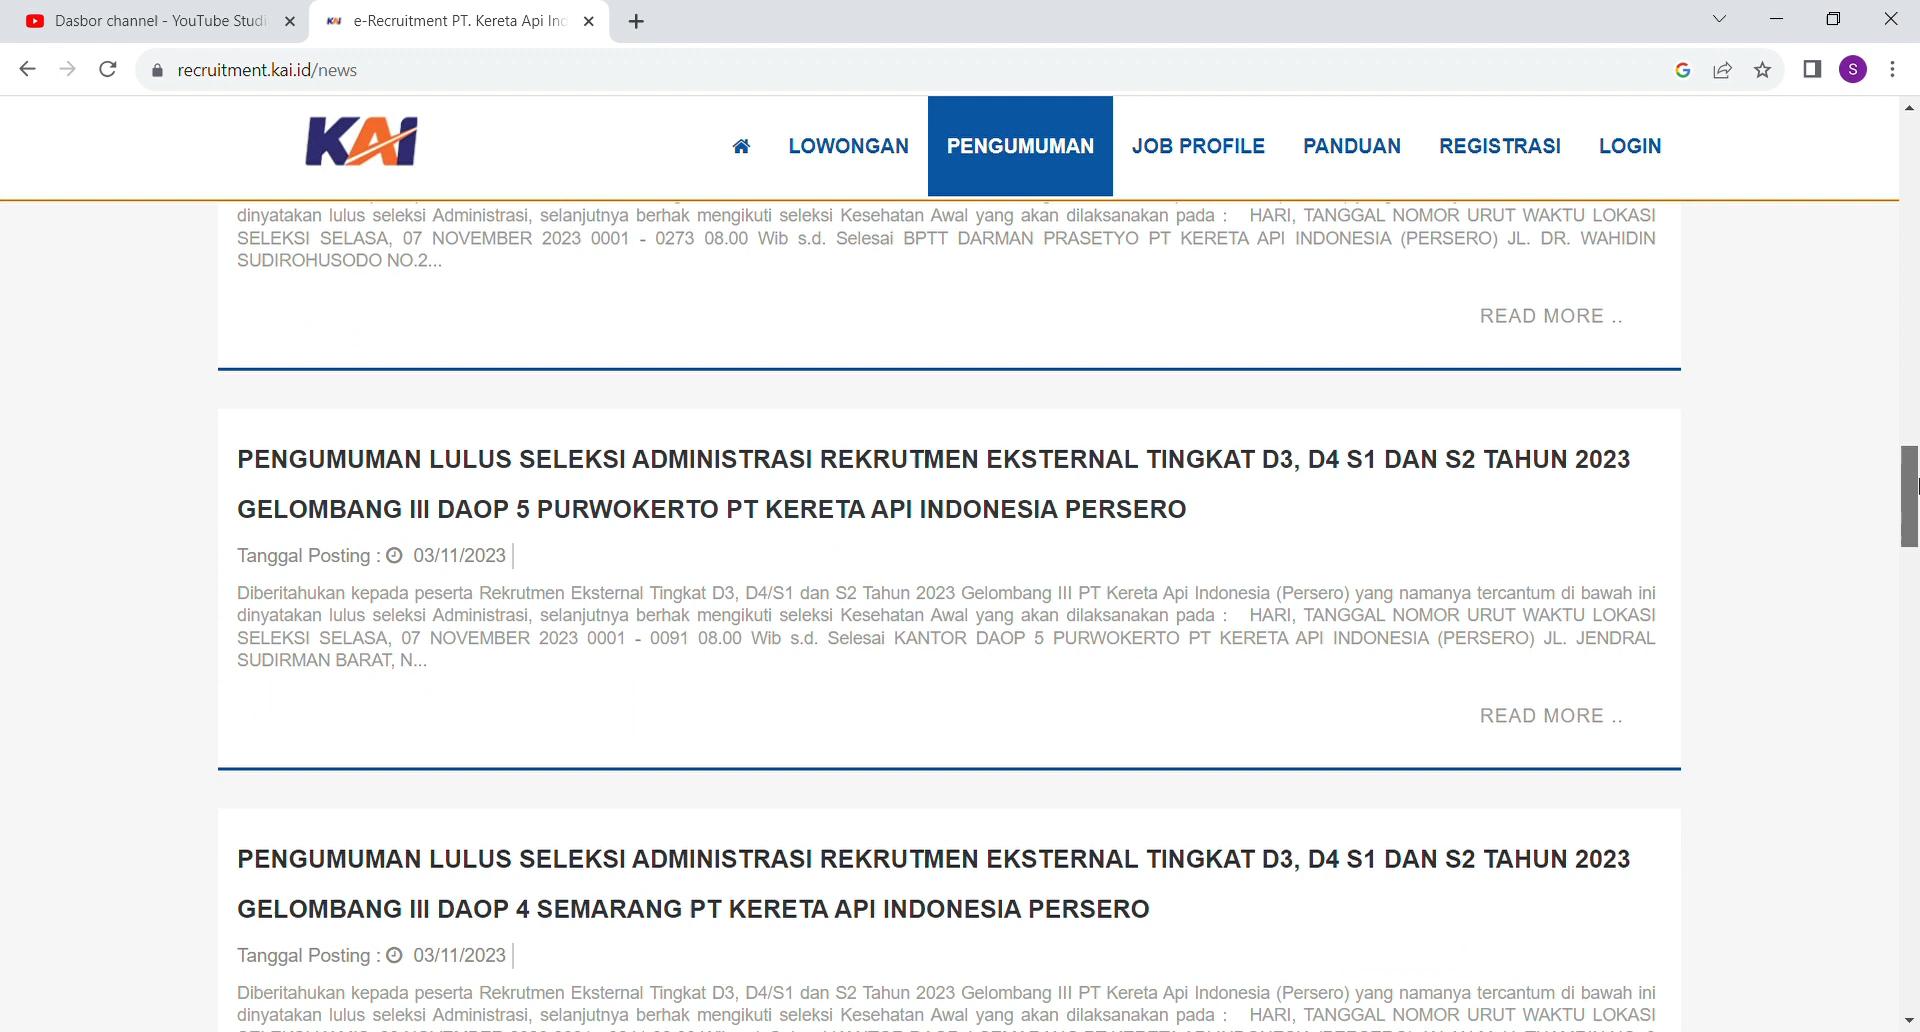 Dasbor channel - YouTube Studi
e-Recruitment PT. Kereta Api Ind
recruitment.kai.id/news
S
KAI
LOWONGAN PENGUMUMAN JOB PROFILE PANDUAN REGISTRASI LOGIN
dinyatakan lulus seleksi Administrasi, selanjutnya berhak mengikuti seleksi Kesehatan Awal yang akan dilaksanakan pada : HARI, TANGGAL NOMOR URUT WAKTU LOKASI
SELEKSI SELASA, 07 NOVEMBER 2023 0001 - 0273 08.00 Wib s.d. Selesai BPTT DARMAN PRASETYO PT KERETA API INDONESIA (PERSERO) JL. DR. WAHIDIN
SUDIROHUSODO NO.2...
READ MORE ..
PENGUMUMAN LULUS SELEKSI ADMINISTRASI REKRUTMEN EKSTERNAL TINGKAT D3, D4 S1 DAN S2 TAHUN 2023
GELOMBANG III DAOP 5 PURWOKERTO PT KERETA API INDONESIA PERSERO
Tanggal Posting : 03/11/2023
Diberitahukan kepada peserta Rekrutmen Eksternal Tingkat D3, D4/S1 dan S2 Tahun 2023 Gelombang III PT Kereta Api Indonesia (Persero) yang namanya tercantum di bawah ini
dinyatakan lulus seleksi Administrasi, selanjutnya berhak mengikuti seleksi Kesehatan Awal yang akan dilaksanakan pada : HARI, TANGGAL NOMOR URUT WAKTU LOKASI
SELEKSI SELASA, 07 NOVEMBER 2023 0001 - 0091 08.00 Wib s.d. Selesai KANTOR DAOP 5 PURWOKERTO PT KERETA API INDONESIA (PERSERO) JL. JENDRAL
SUDIRMAN BARAT, N...
READ MORE ..
PENGUMUMAN LULUS SELEKSI ADMINISTRASI REKRUTMEN EKSTERNAL TINGKAT D3, D4 S1 DAN S2 TAHUN 2023
GELOMBANG III DAOP 4 SEMARANG PT KERETA API INDONESIA PERSERO
Tanggal Posting : 03/11/2023
Diberitahukan kepada peserta Rekrutmen Eksternal Tingkat D3, D4/S1 dan S2 Tahun 2023 Gelombang III PT Kereta Api Indonesia (Persero) yang namanya tercantum di bawah ini
dinyatakan lulus seleksi Administrasi, selanjutnya berhak mengikuti seleksi Kesehatan Awal yang akan dilaksanakan pada : HARI, TANGGAL NOMOR URUT WAKTU LOKASI